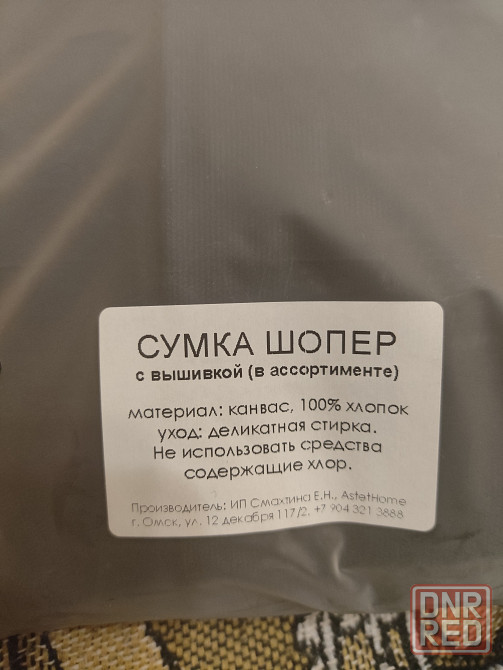 СУМКА ШОПЕР
с вышивкой (в ассортименте)
материал: канвас, 100% хлопок
уход: деликатная стирка.
Не использовать средства
содержащие хлор.
Производитель: ИП Смахтина Е.Н., AstetHome
г. Омск, ул. 12 декабря 117/2, +7 904 321 3888
DNR
RED